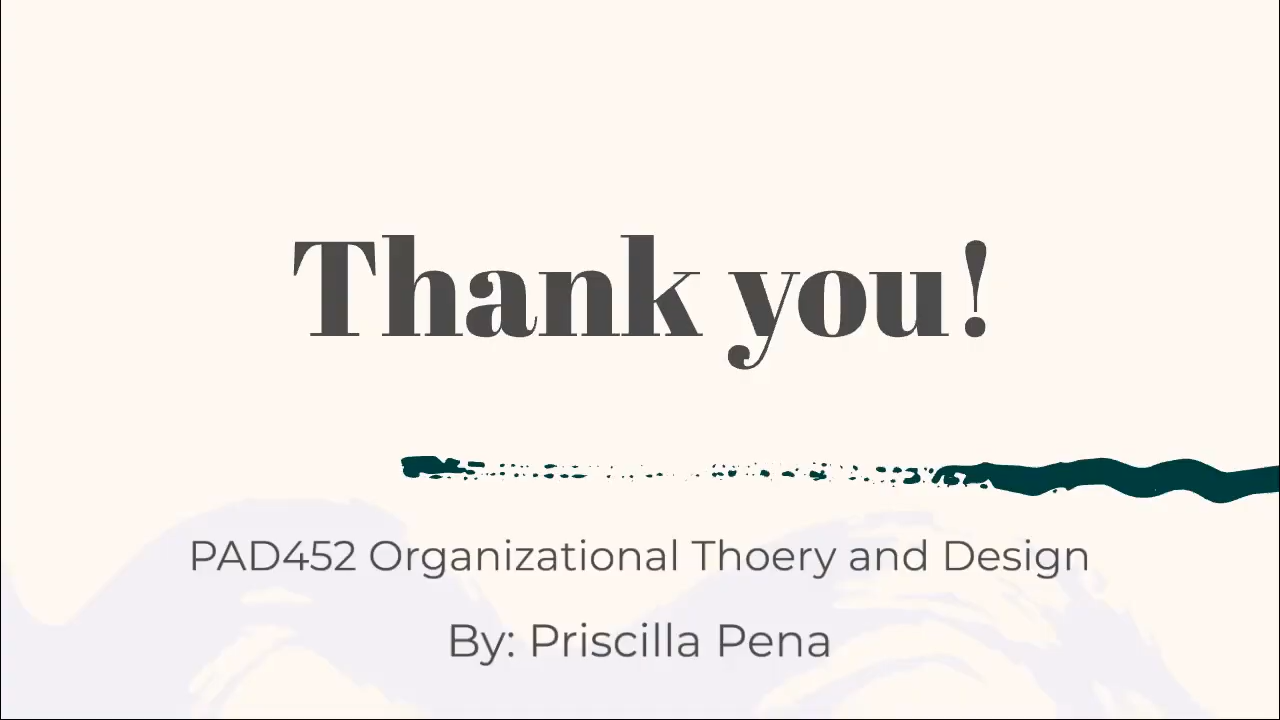 Thank you!
PAD452 Organizational Thoery and Design
By: Priscilla Pena